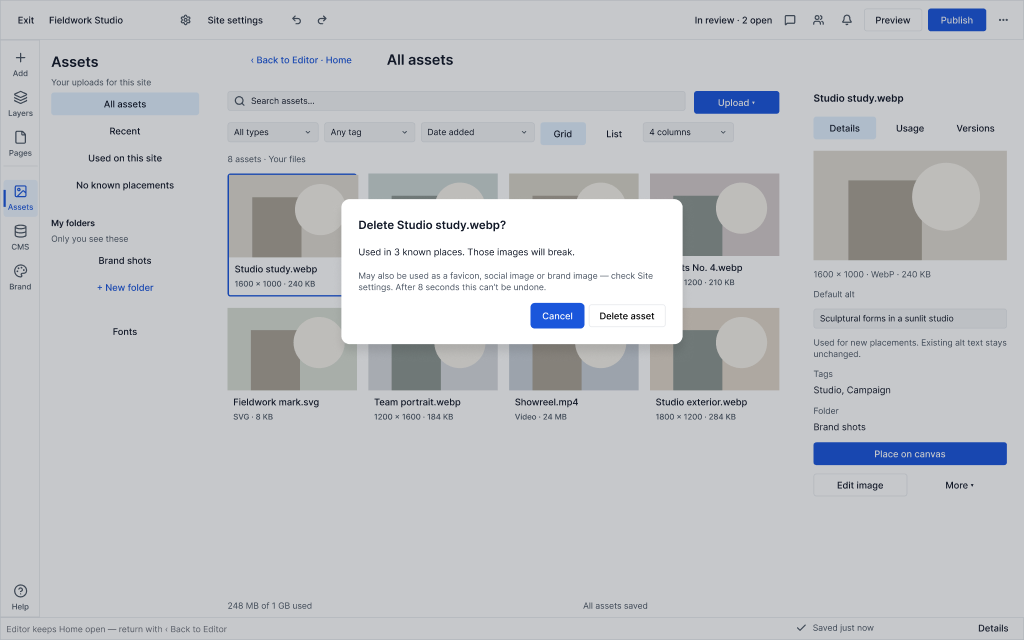 Exit Fieldwork Studio Site settings In review · 2 open Preview Publish
Add
Layers
Pages
Assets
CMS
Brand
Help
Assets
Your uploads for this site
All assets
Recent
Used on this site
No known placements
My folders
Only you see these
Brand shots
+ New folder
Fonts
‹ Back to Editor · Home All assets
Search assets... Upload
All types Any tag Date added Grid List 4 columns
8 assets · Your files
Studio study.webp
1600 × 1000 · 240 KB
ts No. 4.webp
1200 · 210 KB
Fieldwork mark.svg
SVG · 8 KB
Team portrait.webp
1200 × 1600 · 184 KB
Showreel.mp4
Video · 24 MB
Studio exterior.webp
1800 × 1200 · 284 KB
Delete Studio study.webp?
Used in 3 known places. Those images will break.
May also be used as a favicon, social image or brand image — check Site
settings. After 8 seconds this can't be undone.
Cancel Delete asset
Studio study.webp
Details Usage Versions
1600 × 1000 · WebP · 240 KB
Default alt
Sculptural forms in a sunlit studio
Used for new placements. Existing alt text stays
unchanged.
Tags
Studio, Campaign
Folder
Brand shots
Place on canvas
Edit image More
248 MB of 1 GB used All assets saved
Editor keeps Home open — return with ‹ Back to Editor Saved just now Details